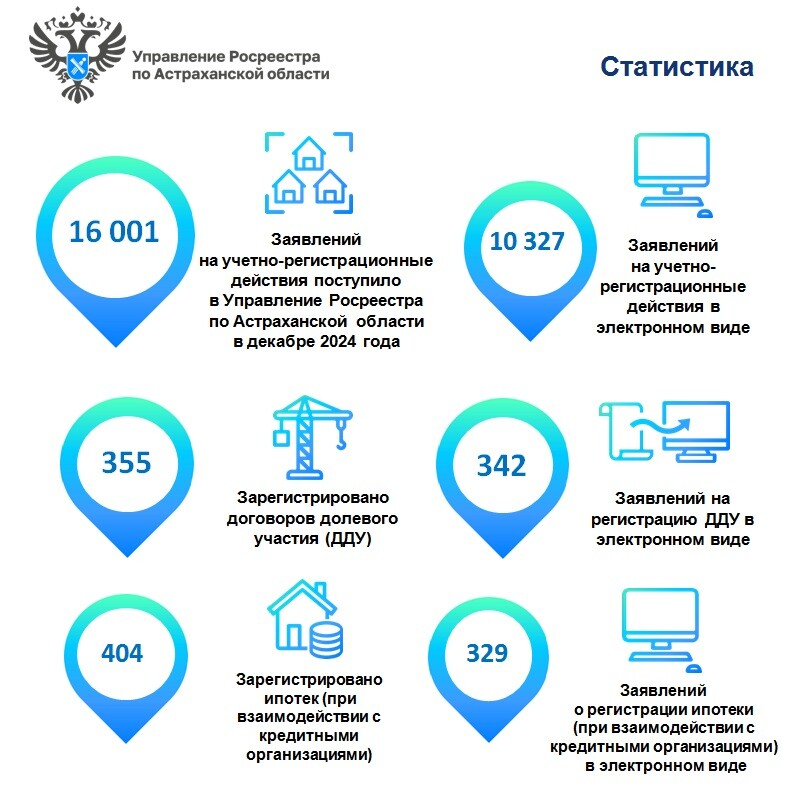 Управление Росреестра
по Астраханской области
Статистика
16 001
Заявлений
на учетно-регистрационные
действия поступило
в Управление Росреестра
по Астраханской области
в декабре 2024 года
10 327
Заявлений
на учетно-
регистрационные
действия в
электронном виде
355
Зарегистрировано
договоров долевого
участия (ДДУ)
342
Заявлений на
регистрацию ДДУ в
электронном виде
404
Зарегистрировано
ипотек (при
взаимодействии с
кредитными
организациями)
329
Заявлений
о регистрации ипотеки
(при взаимодействии с
кредитными организациями)
в электронном виде